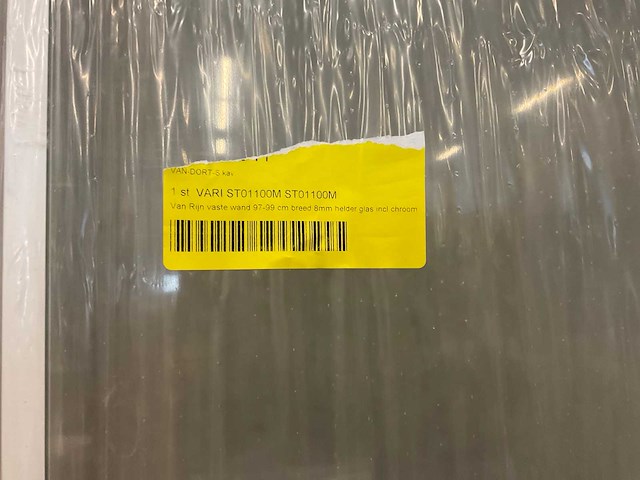 VAN-DORT-S.kav
1 st VARI ST01100M ST01100M
Van Rijn vaste wand 97-99 cm breed 8mm helder glas incl chroom